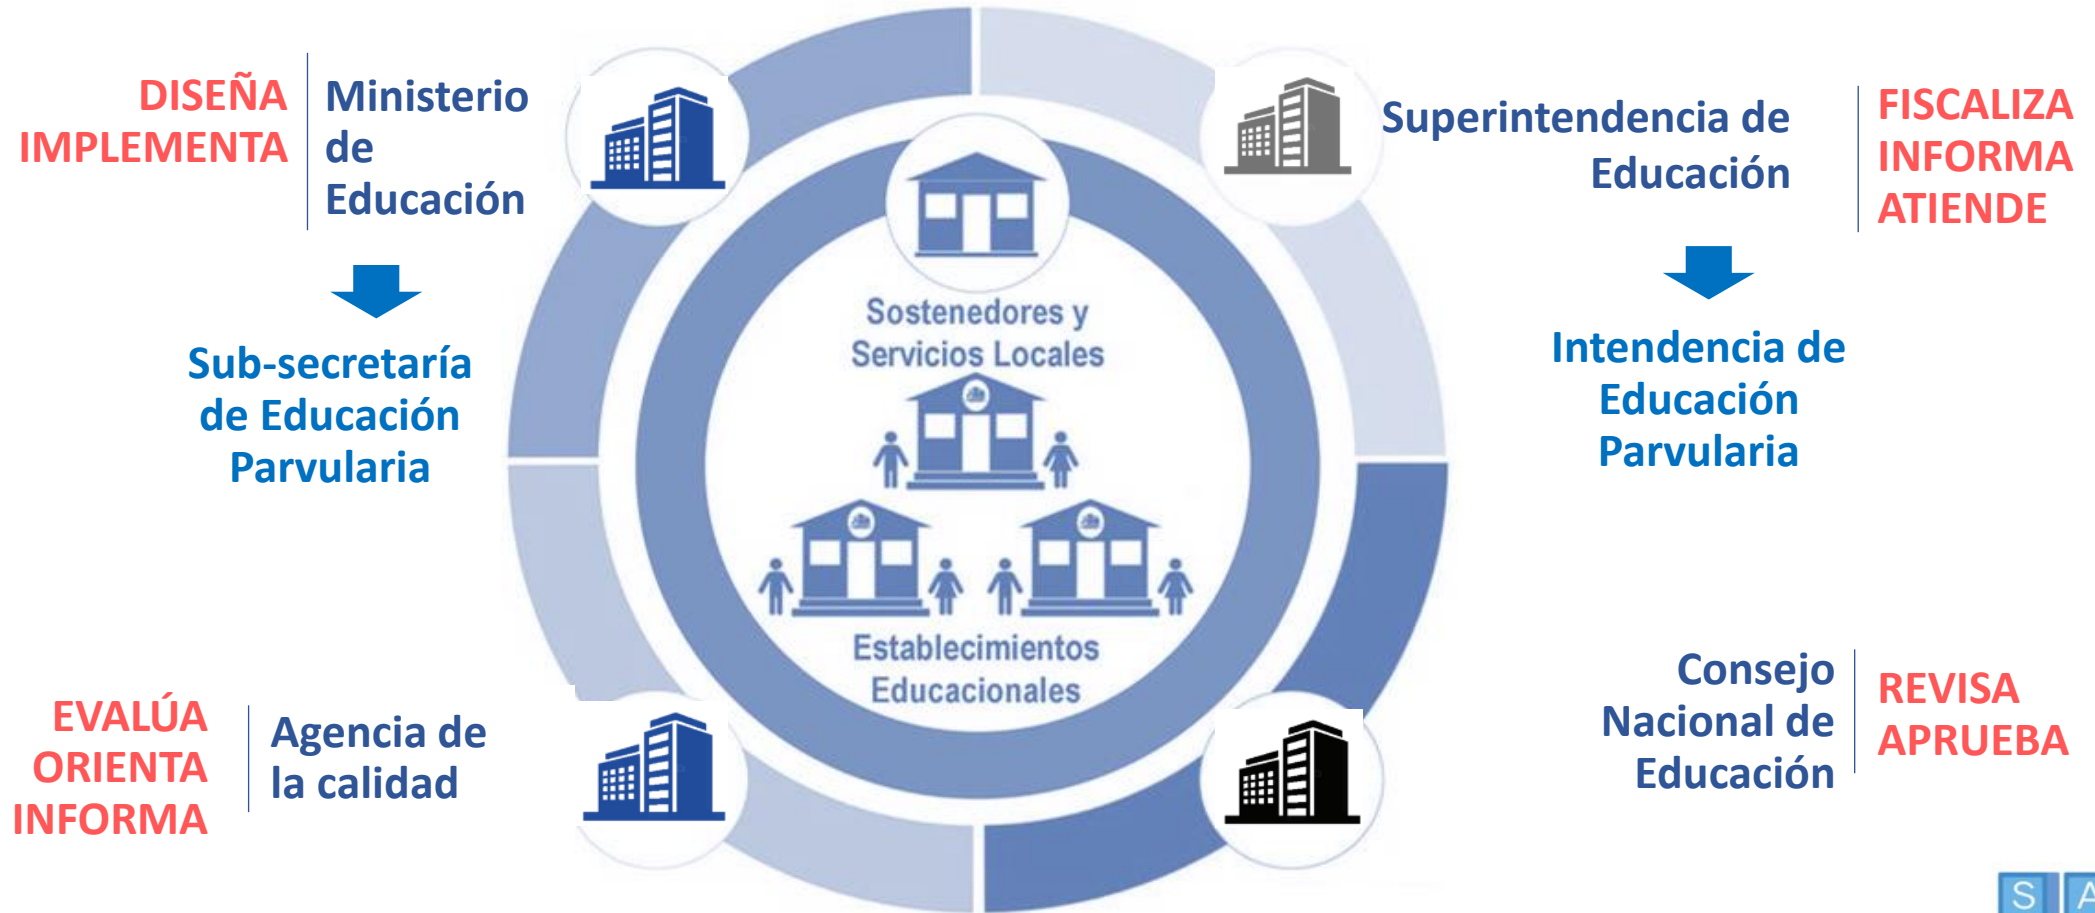 DISEÑA
IMPLEMENTA
Ministerio
de
Educación
Sub-secretaría
de Educación
Parvularia
Superintendencia de
Educación
FISCALIZA
INFORMA
ATIENDE
Intendencia de
Educación
Parvularia
Sostenedores y
Servicios Locales
Establecimientos
Educacionales
EVALÚA
ORIENTA
INFORMA
Agencia de
la calidad
Consejo
Nacional de
Educación
REVISA
APRUEBA
S A